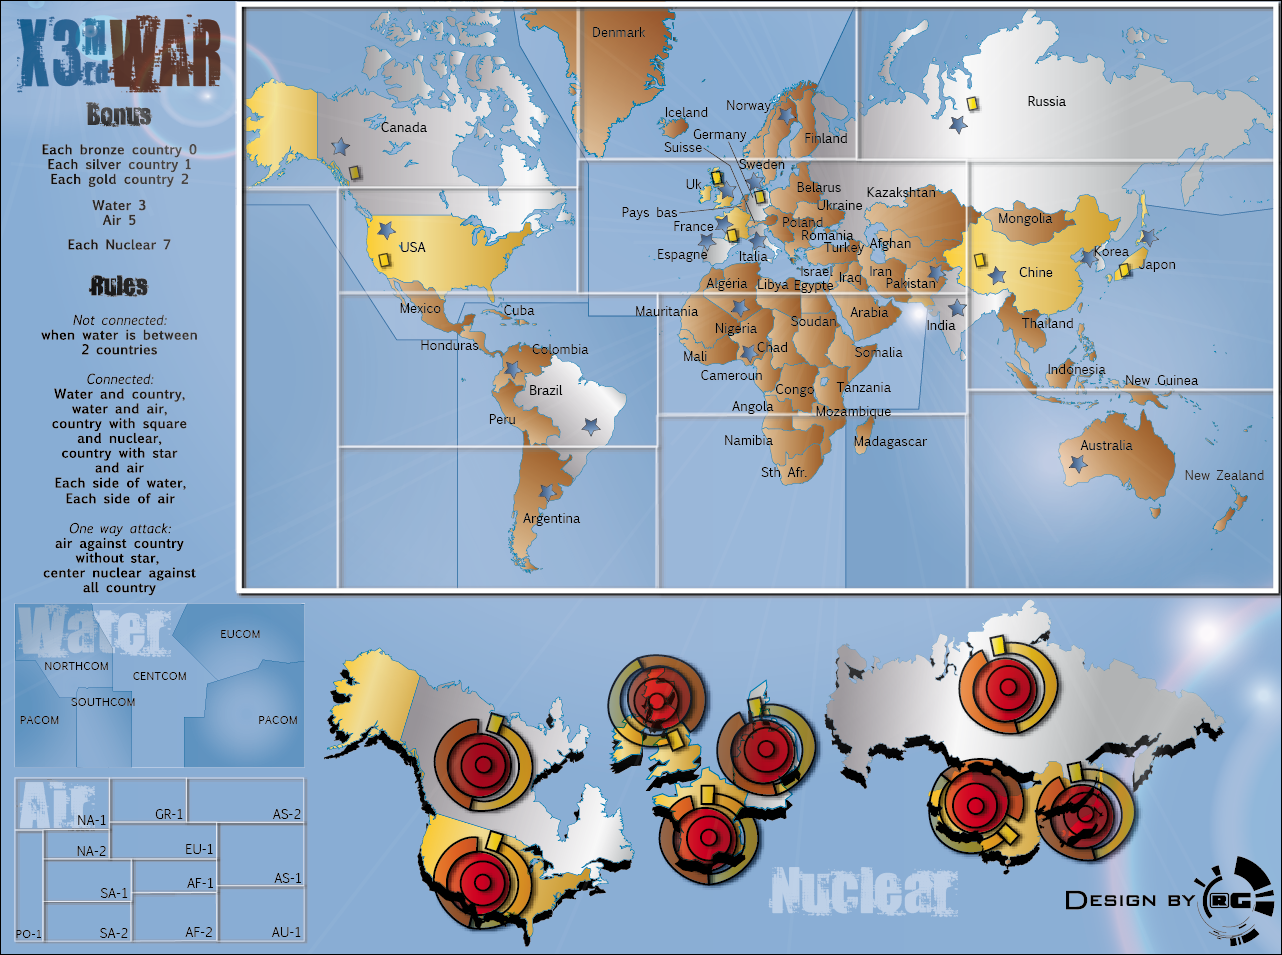 X3 M rd WAR
Bonus
Each bronze country 0
Each silver country 1
Each gold country 2
Water 3
Air 5
Each Nuclear 7
Rules
Not connected:
when water is between
2 countries
Connected:
Water and country,
water and air,
country with square
and nuclear,
country with star
and air
Each side of water,
Each side of air
One way attack:
air against country
without star,
center nuclear against
all country
Denmark
Canada
Iceland
Norway
Germany
Suisse
Finland
Sweden
Russia
Uk
Belarus
Kazakshtan
Ukraine
Pays bas
Poland
Mongolia
France
Romania
USA
Turkey
Afghan
Espagne
Italia
Korea
Japon
Israel
Iraq
Iran
Chine
Algéria
Libya
Egypte
Pakistan
Mexico
Cuba
Mauritania
Nigeria
Soudan
Arabia
India
Thailand
Honduras
Colombia
Mali
Chad
Somalia
Cameroun
Indonesia
Brazil
Congo
Tanzania
New Guinea
Peru
Angola
Mozambique
Namibia
Madagascar
Australia
Sth Afr.
New Zealand
Argentina
Water
EUCOM
NORTHCOM
CENTCOM
SOUTHCOM
PACOM
PACOM
Air
NA-1
GR-1
AS-2
NA-2
EU-1
SA-1
AF-1
AS-1
PO-1
SA-2
AF-2
AU-1
Nuclear
DESIGN BY RG